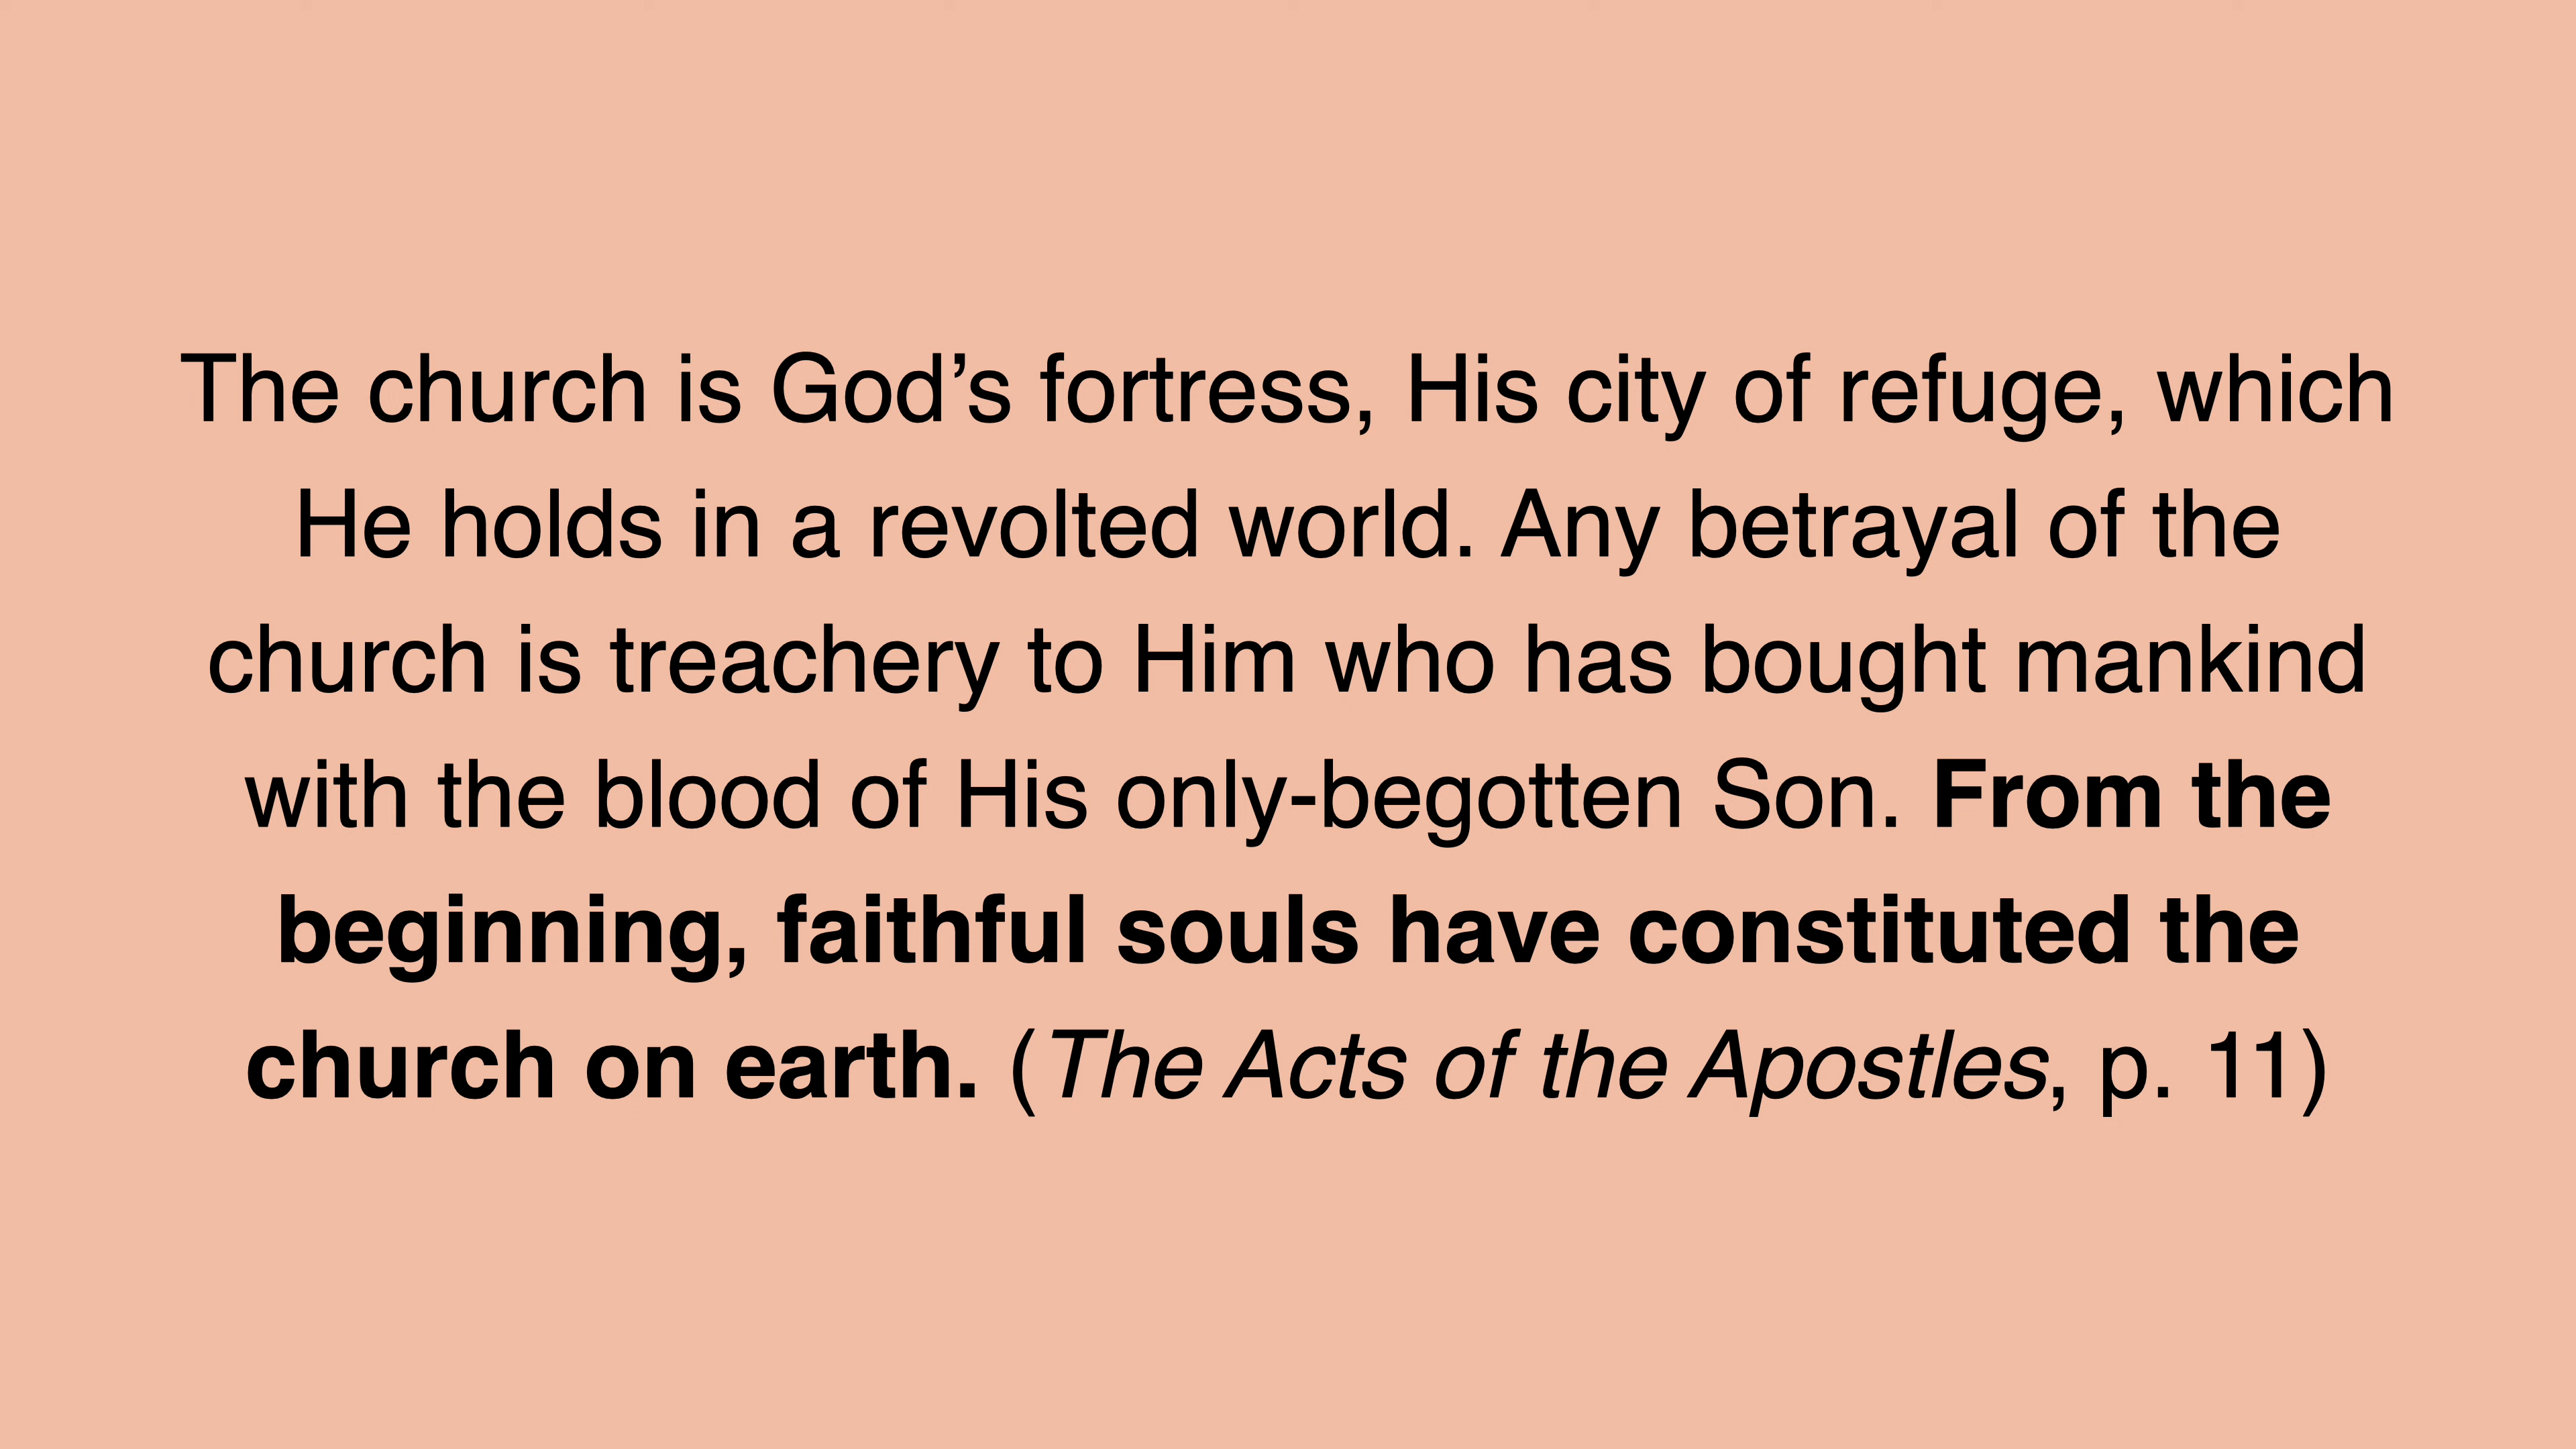 The church is God’s fortress, His city of refuge, which
He holds in a revolted world. Any betrayal of the
church is treachery to Him who has bought mankind
with the blood of His only-begotten Son. From the
beginning, faithful souls have constituted the
church on earth. (The Acts of the Apostles, p. 11)